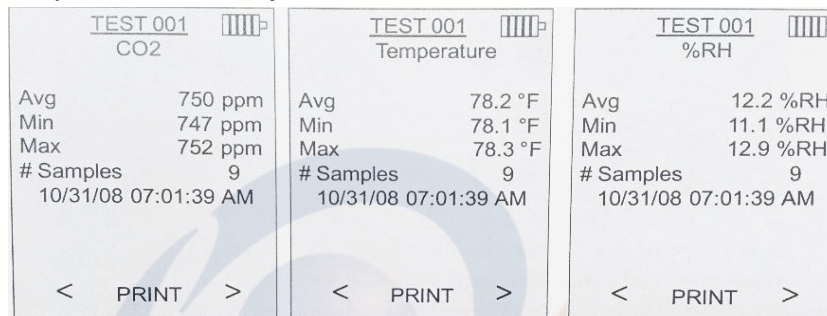 TEST 001
CO2
Avg 750 ppm
Min 747 ppm
Max 752 ppm
# Samples 9
10/31/08 07:01:39 AM
< PRINT >
TEST 001
Temperature
Avg 78.2 °F
Min 78.1 °F
Max 78.3 °F
# Samples 9
10/31/08 07:01:39 AM
< PRINT >
TEST 001
%RH
Avg 12.2 %RH
Min 11.1 %RH
Max 12.9 %RH
# Samples 9
10/31/08 07:01:39 AM
< PRINT >